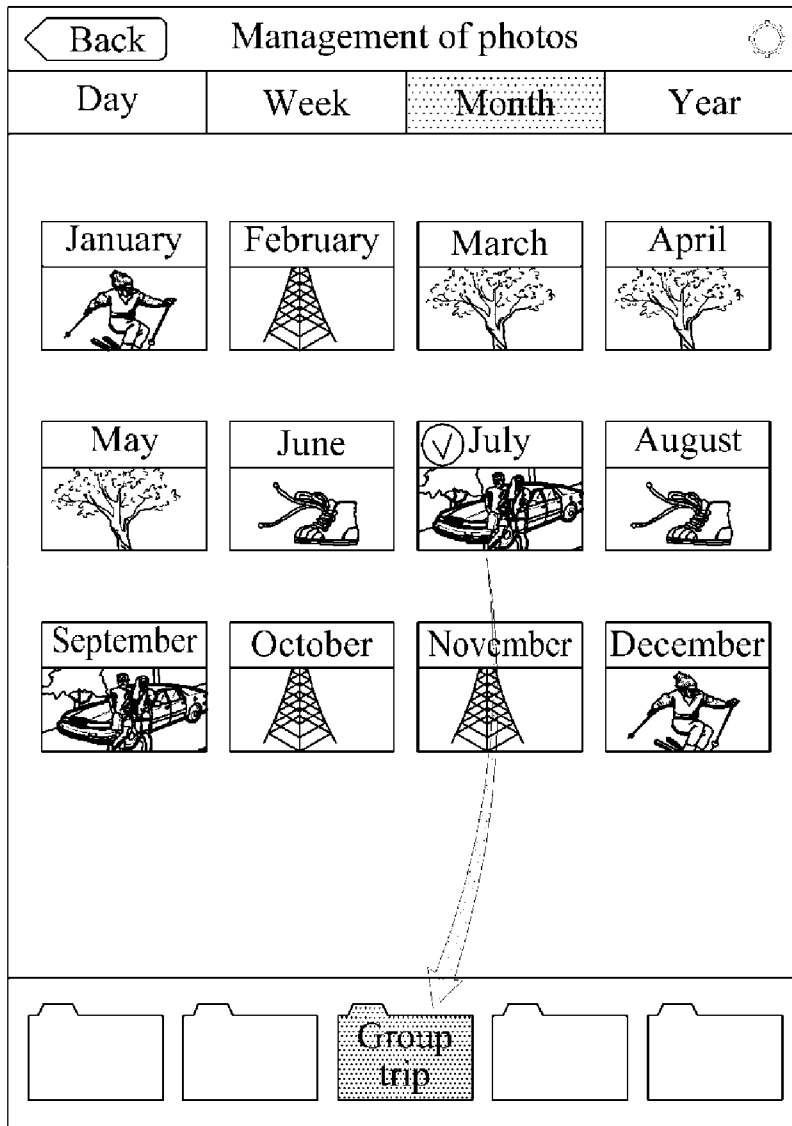 Back
Management of photos
Day
Week
Month
Year
January
February
March
April
May
June
July
August
September
October
November
December
Group
trip